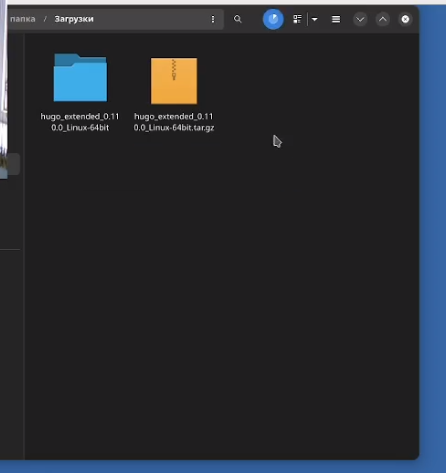 папка / Загрузки
hugo_extended_0.11
0.0_Linux-64bit
hugo_extended_0.11
0.0_Linux-64bit.tar.gz